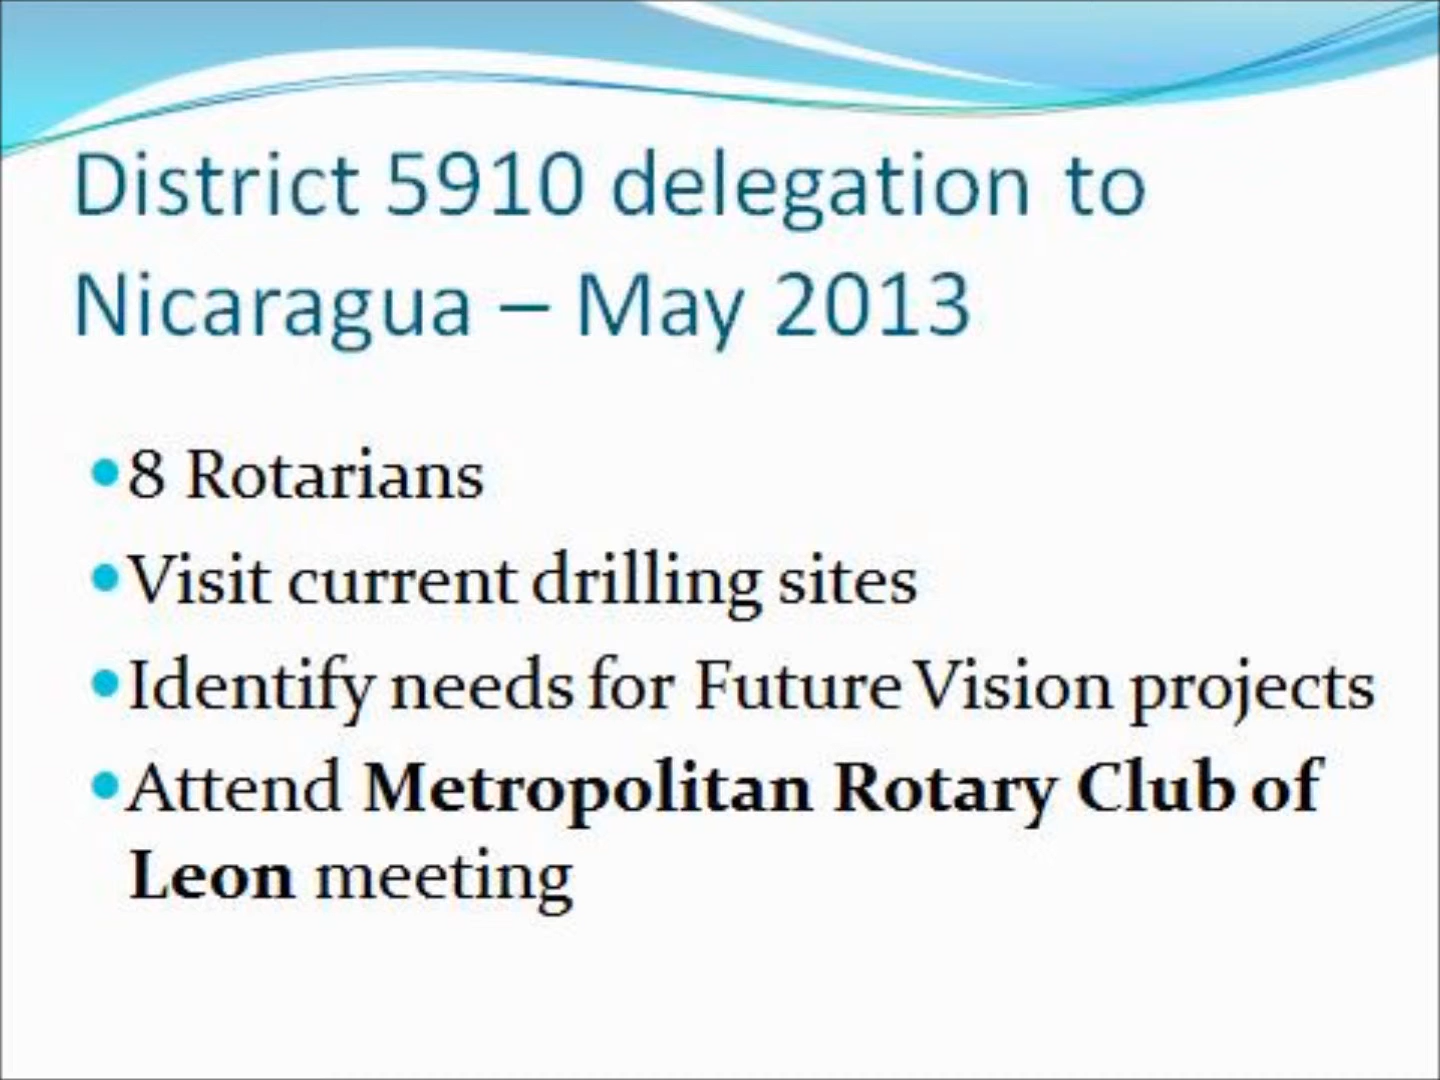 District 5910 delegation to
Nicaragua – May 2013
•8 Rotarians
•Visit current drilling sites
•Identify needs for Future Vision projects
•Attend Metropolitan Rotary Club of
Leon meeting